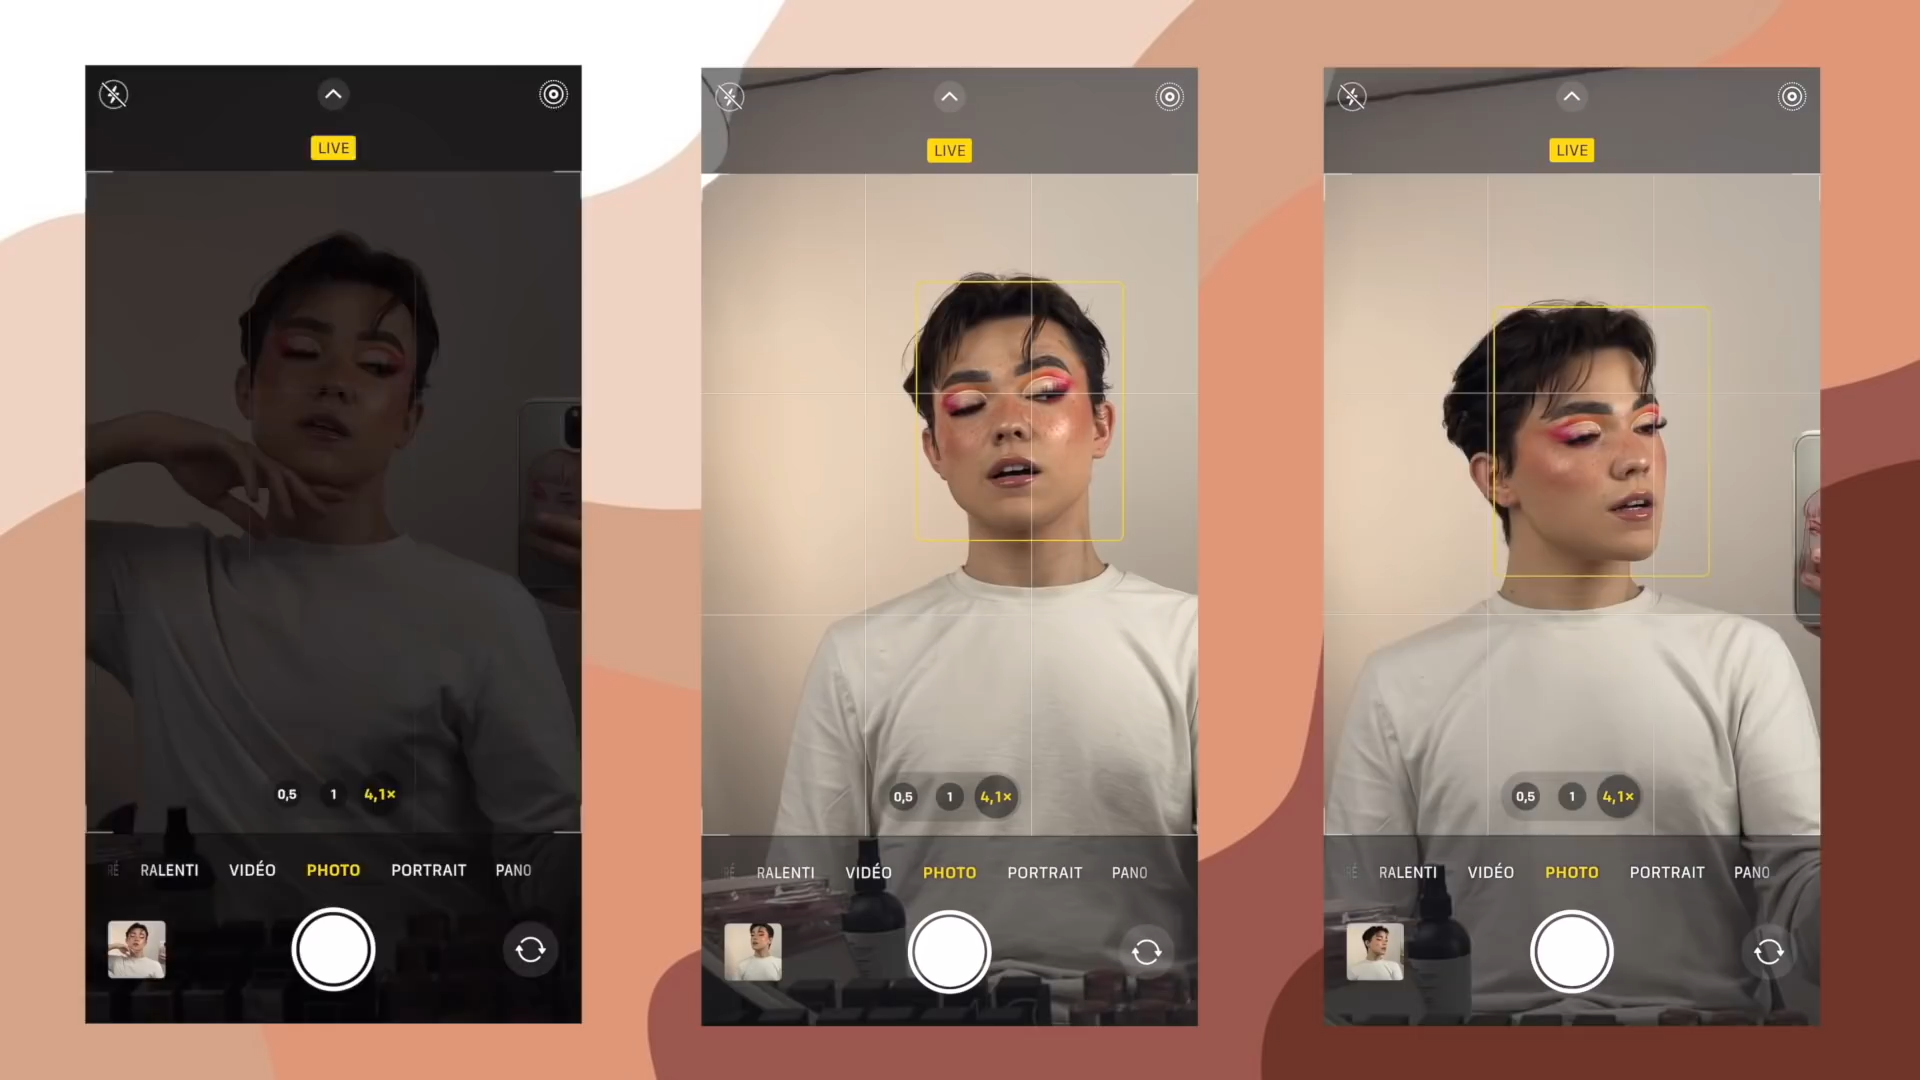 LIVE
0,5 1 4,1×
RALENTI VIDÉO PHOTO PORTRAIT PANO
LIVE
0,5 1 4,1×
RALENTI VIDÉO PHOTO PORTRAIT PANO
LIVE
0,5 1 4,1×
RALENTI VIDÉO PHOTO PORTRAIT PANO